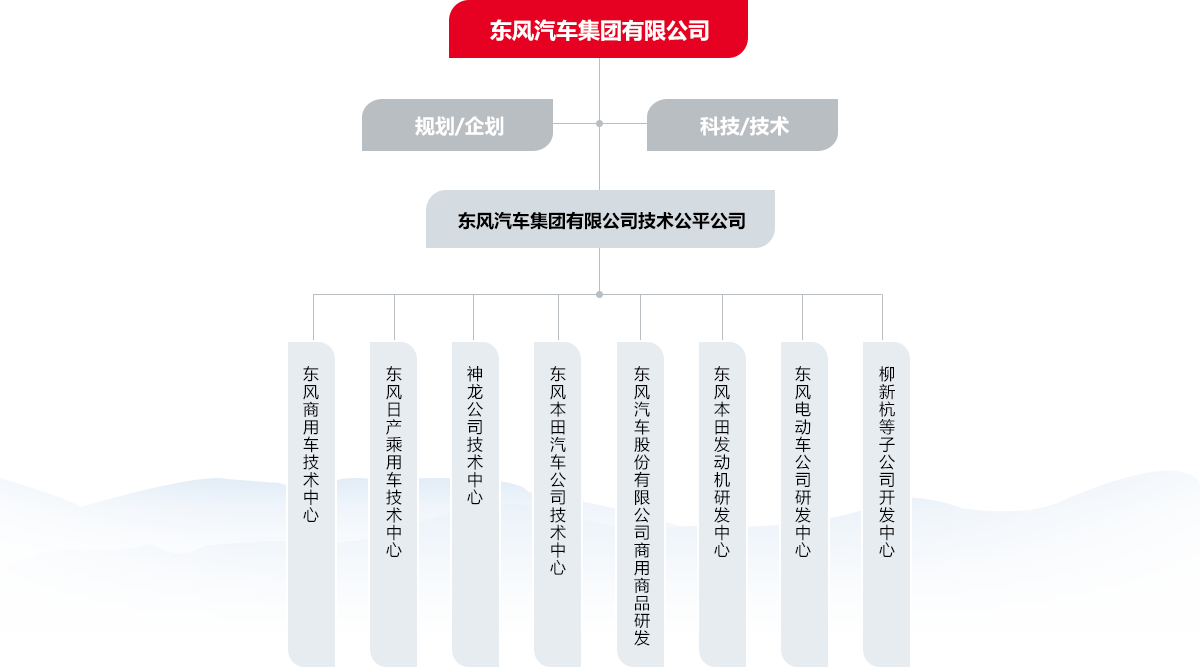 东风汽车集团有限公司
规划/企划
科技/技术
东风汽车集团有限公司技术公平公司
东风商用车技术中心
东风日产乘用车技术中心
神龙公司技术中心
东风本田汽车公司技术中心
东风汽车股份有限公司商用商品研发
东风本田发动机研发中心
东风电动车公司研发中心
柳新杭等子公司开发中心